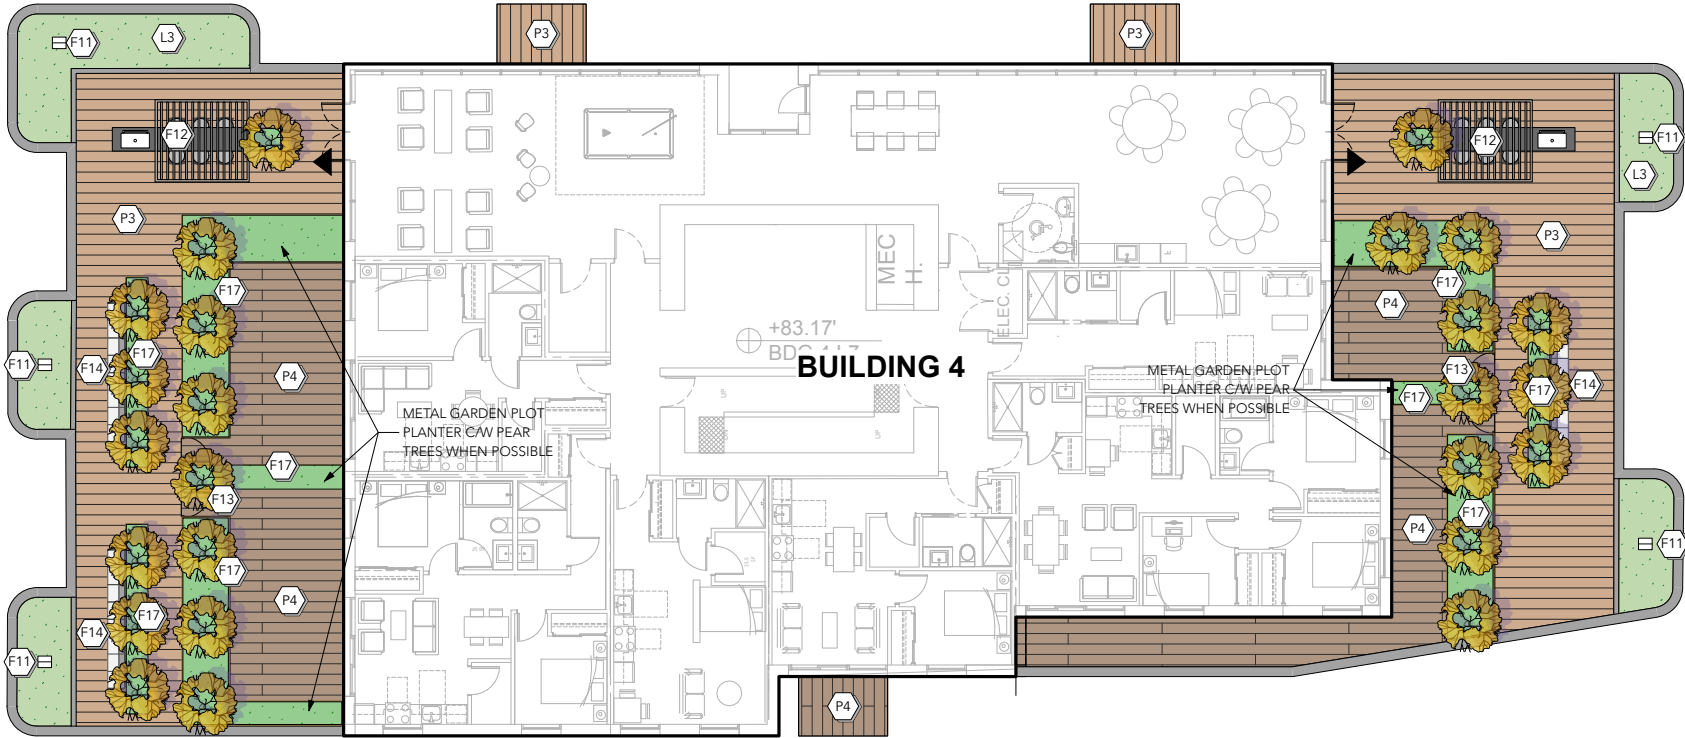 P3
P3
F11
L3
F12
F12
F11
L3
P3
P3
MEC
H.
ELEC. CL
F17
F17
P4
+83.17'
BUILDING 4
F11
F14
F17
P4
METAL GARDEN PLOT
PLANTER C/W PEAR
TREES WHEN POSSIBLE
METAL GARDEN PLOT
PLANTER C/W PEAR
TREES WHEN POSSIBLE
F13
F17
F17
F14
UP
UP
F17
F13
F17
P4
F17
P4
F17
F14
F11
F11
P4